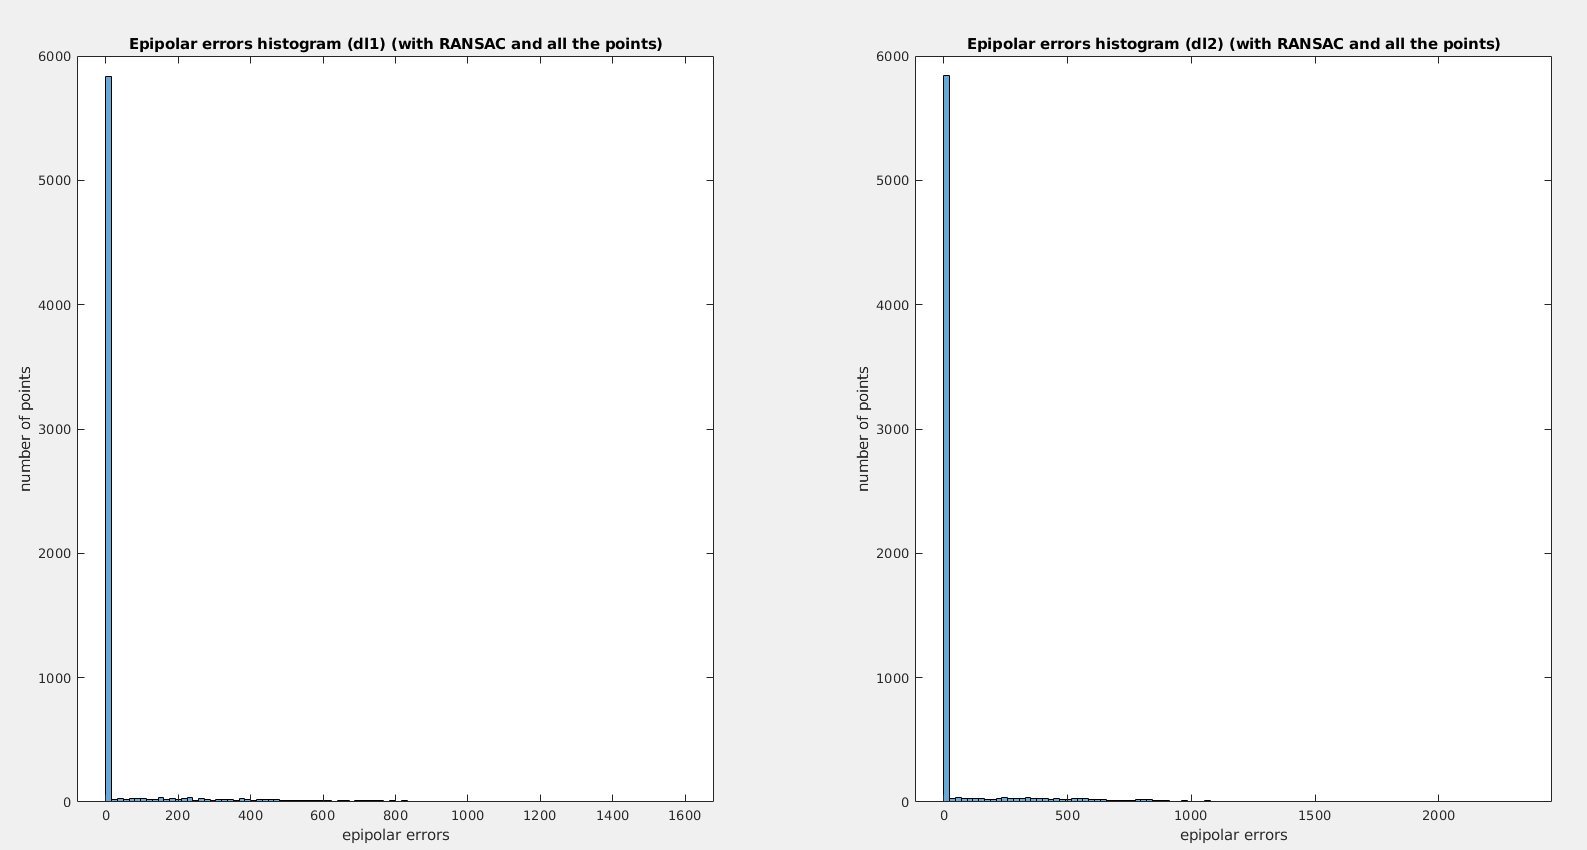 Epipolar errors histogram (dl1) (with RANSAC and all the points)
6000
5000
4000
3000
2000
1000
0
number of points
0 200 400 600 800 1000 1200 1400 1600
epipolar errors
Epipolar errors histogram (dl2) (with RANSAC and all the points)
6000
5000
4000
3000
2000
1000
0
number of points
0 500 1000 1500 2000
epipolar errors